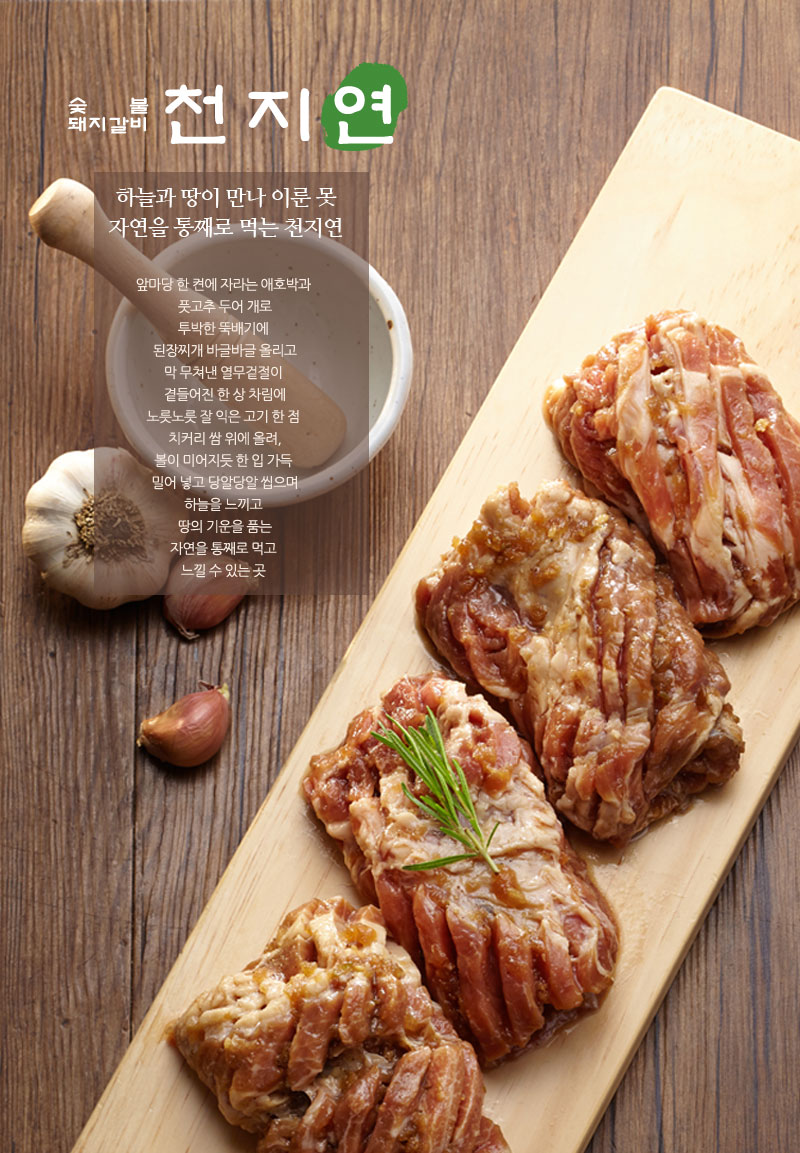 숯불
돼지갈비
천지연
하늘과 땅이 만나 이룬 못
자연을 통째로 먹는 천지연
앞마당 한 켠에 자라는 애호박과
풋고추 두어 개로
투박한 뚝배기에
된장찌개 바글바글 올리고
막 무쳐낸 열무겉절이
곁들어진 한 상 차림에
노릇노릇 잘 익은 고기 한 점
치커리 쌈 위에 올려,
볼이 미어지듯 한 입 가득
밀어 넣고 당알당알 씹으며
하늘을 느끼고
땅의 기운을 품는
자연을 통째로 먹고
느낄 수 있는 곳